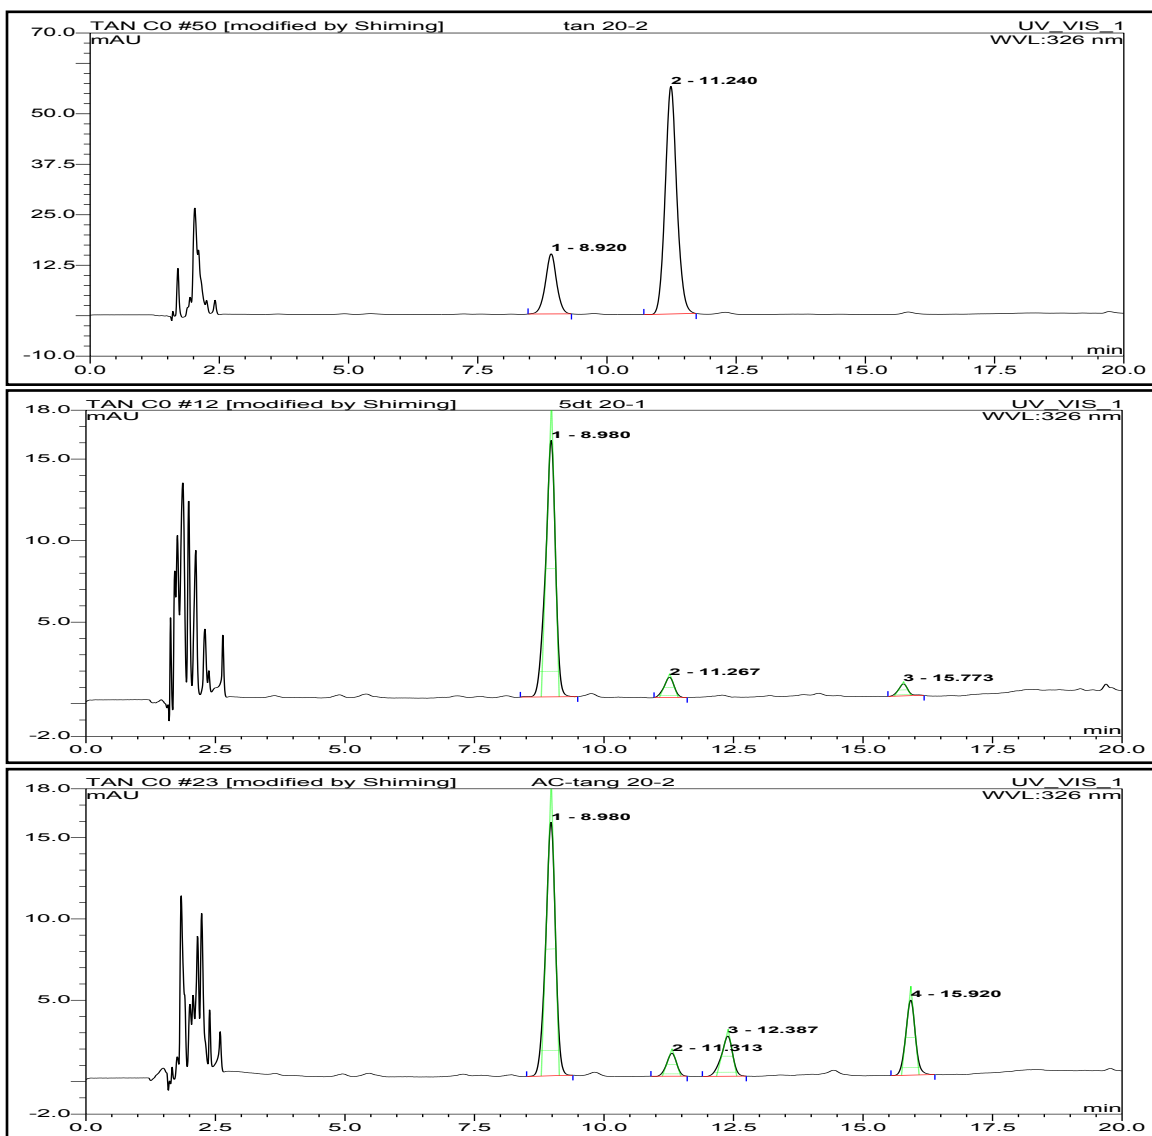 TAN C0 #50 [modified by Shiming] tan 20-2 UV_VIS_1
70.0 mAU WVL:326 nm
2 - 11.240
50.0
37.5
25.0
1 - 8.920
12.5
-10.0 min
0.0 2.5 5.0 7.5 10.0 12.5 15.0 17.5 20.0
TAN C0 #12 [modified by Shiming] 5dt 20-1 UV_VIS_1
18.0 mAU WVL:326 nm
1 - 8.980
15.0
10.0
5.0
2 - 11.267
3 - 15.773
-2.0 min
0.0 2.5 5.0 7.5 10.0 12.5 15.0 17.5 20.0
TAN C0 #23 [modified by Shiming] AC-tang 20-2 UV_VIS_1
18.0 mAU WVL:326 nm
1 - 8.980
15.0
10.0
5.0
4 - 15.920
3 - 12.387
2 - 11.313
-2.0 min
0.0 2.5 5.0 7.5 10.0 12.5 15.0 17.5 20.0